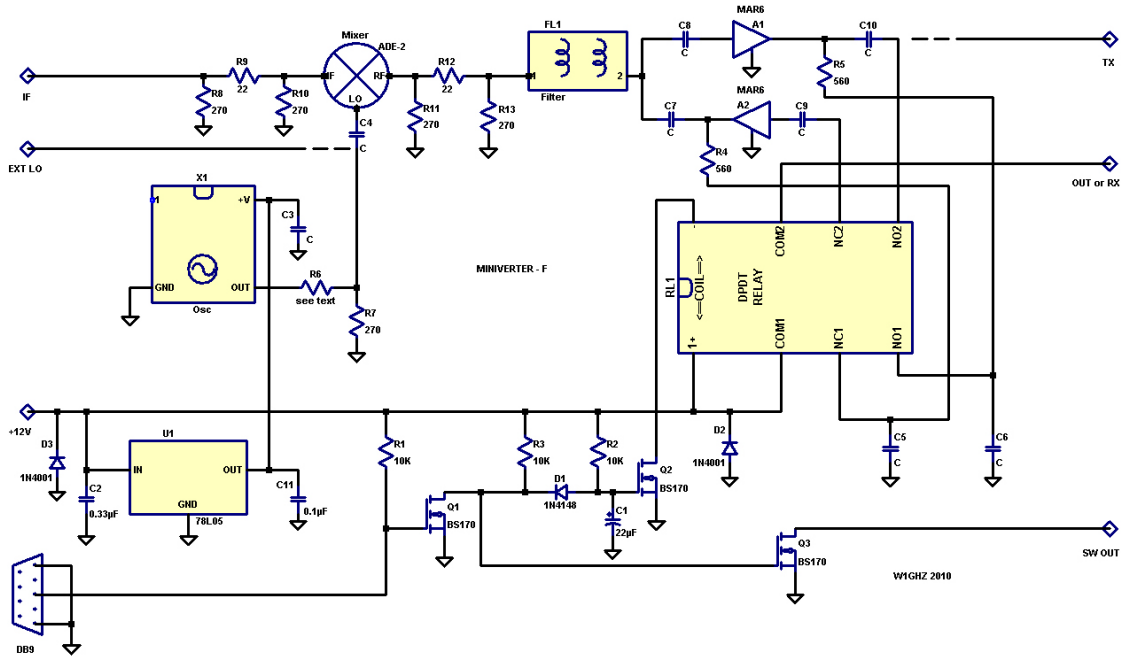 MAR6
A1
C8
C
C10
C
TX
FL1
1
2
Filter
Mixer
ADE-2
IF
RF
LO
R9
22
R12
22
R5
560
IF
R8
270
R10
270
R11
270
R13
270
C4
C
MAR6
A2
C7
C
C9
C
R4
560
EXT LO
OUT or RX
X1
1
+V
GND
OUT
Osc
C3
C
R6
see text
R7
270
MINIVERTER - F
-
COM2
NC2
NO2
RL1
<==COIL==>
DPDT
RELAY
1+
COM1
NC1
NO1
+12V
D3
1N4001
C2
0.33µF
U1
IN
OUT
GND
78L05
C11
0.1µF
R1
10K
R3
10K
R2
10K
D2
1N4001
C5
C
C6
C
D1
1N4148
Q1
BS170
Q2
BS170
C1
22µF
+
Q3
BS170
SW OUT
W1GHZ 2010
DB9